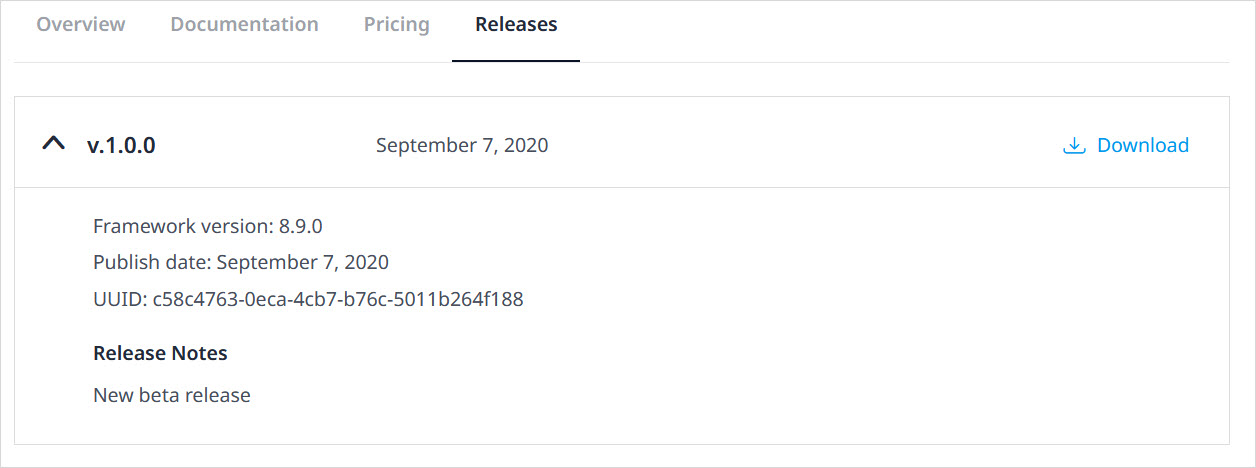 Overview Documentation Pricing Releases
v.1.0.0 September 7, 2020 Download
Framework version: 8.9.0
Publish date: September 7, 2020
UUID: c58c4763-0eca-4cb7-b76c-5011b264f188
Release Notes
New beta release